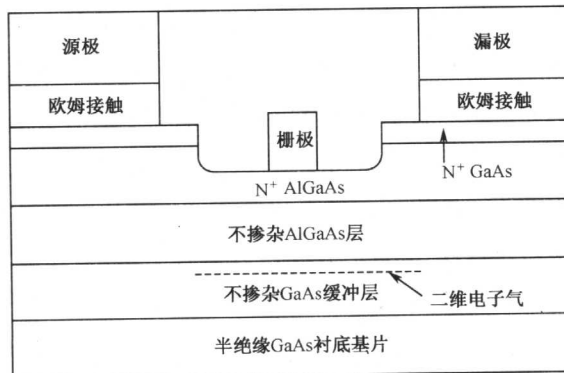 源极
漏极
欧姆接触
欧姆接触
栅极
N⁺ GaAs
N⁺ AlGaAs
不掺杂AlGaAs层
不掺杂GaAs缓冲层
二维电子气
半绝缘GaAs衬底基片